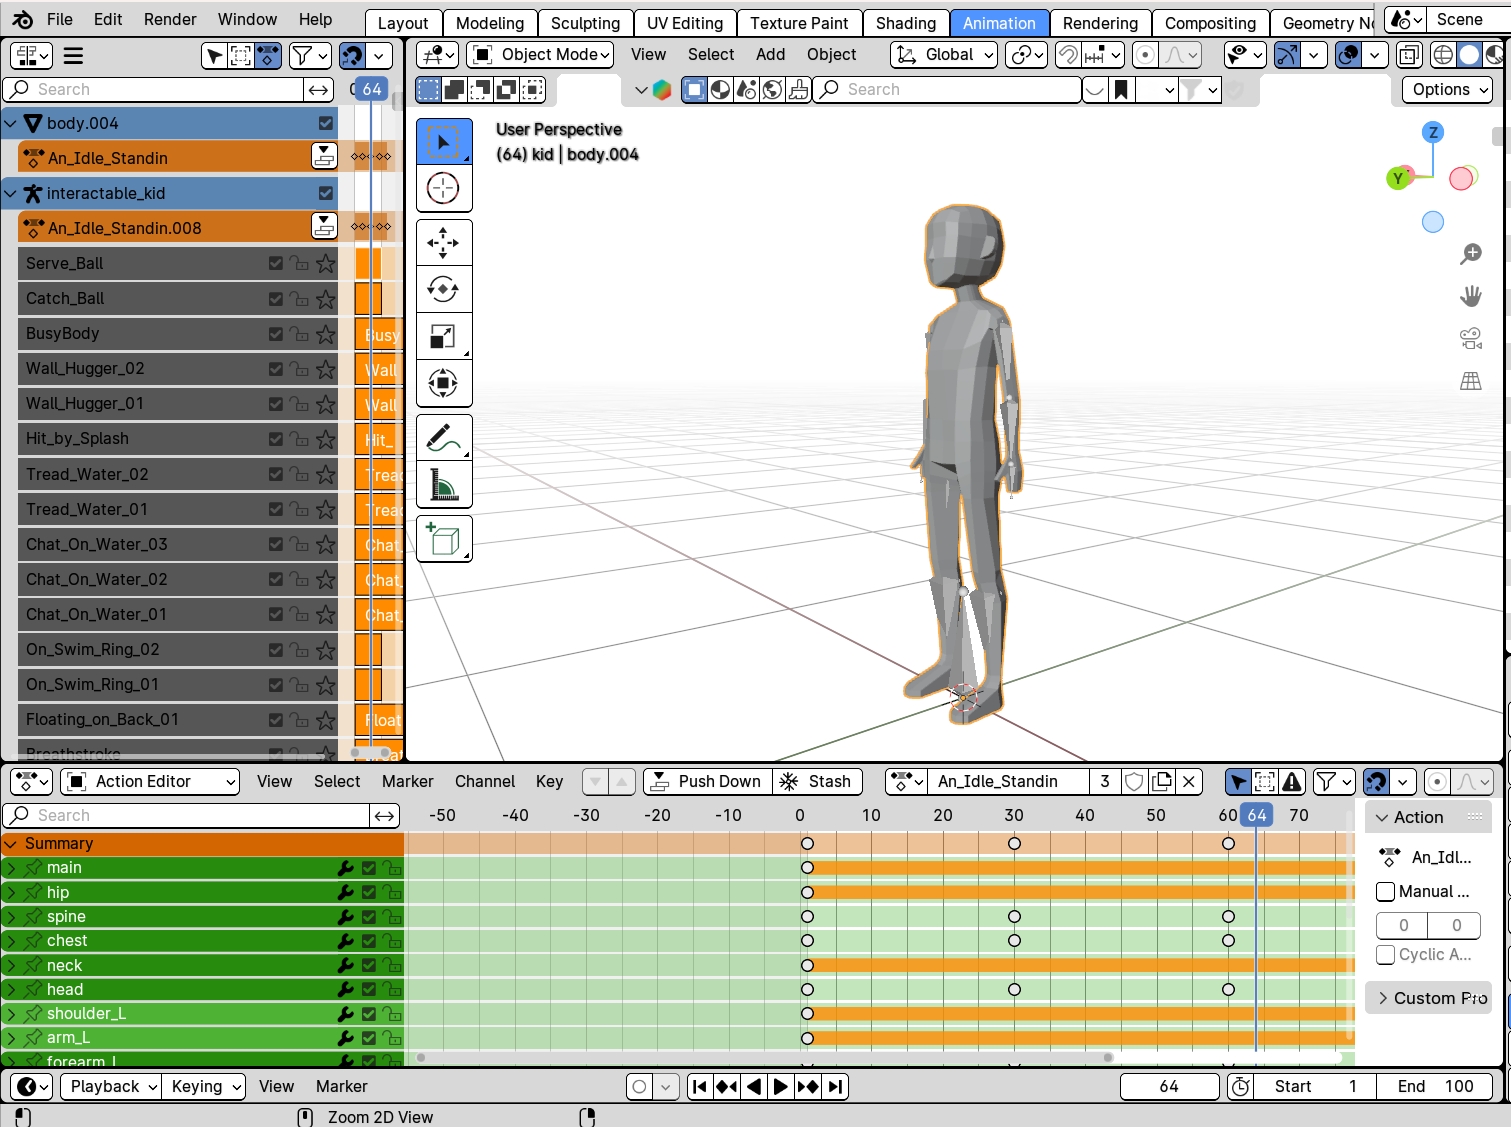 File Edit Render Window Help Layout Modeling Sculpting UV Editing Texture Paint Shading Animation Rendering Compositing Geometry Scene
Object Mode View Select Add Object Global
Search 64 Search Options
body.004
An_Idle_Standin
interactable_kid
An_Idle_Standin.008
Serve_Ball
Catch_Ball
BusyBody Busy
Wall_Hugger_02 Wall
Wall_Hugger_01 Wall
Hit_by_Splash Hit_
Tread_Water_02 Tread
Tread_Water_01 Tread
Chat_On_Water_03 Chat_
Chat_On_Water_02 Chat_
Chat_On_Water_01 Chat_
On_Swim_Ring_02
On_Swim_Ring_01
Floating_on_Back_01 Float
Breathstroke
User Perspective
(64) kid | body.004
Z
Y
Action Editor View Select Marker Channel Key Push Down Stash An_Idle_Standin 3
Search -50 -40 -30 -20 -10 0 10 20 30 40 50 60 64 70
Summary
main
hip
spine
chest
neck
head
shoulder_L
arm_L
forearm_L
Action
An_Idl...
Manual ...
0 0
Cyclic A...
Custom Pro
Playback Keying View Marker 64 Start 1 End 100
Zoom 2D View